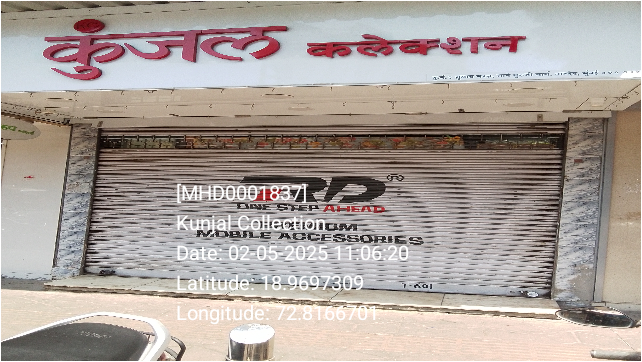 कुंजल कलेक्शन
ERD
ONE STEP AHEAD
MOBILE ACCESSORIES
[MHD0001837]
Kunjal Collection
Date: 02-05-2025 11:06:20
Latitude: 18.9697309
Longitude: 72.8166701